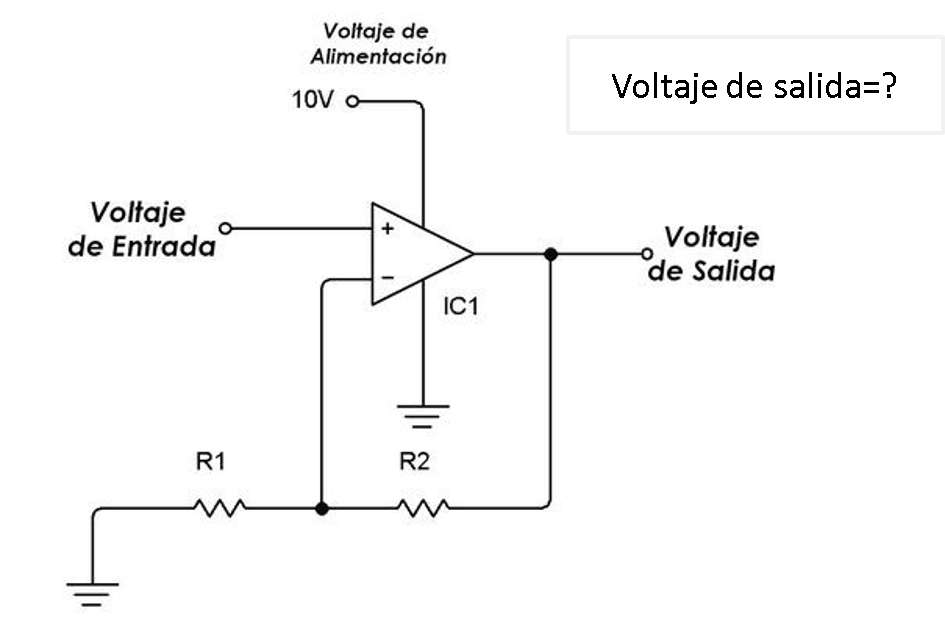 Voltaje de
Alimentación
10V
Voltaje de salida=?
Voltaje
de Entrada
+
−
IC1
Voltaje
de Salida
R1
R2